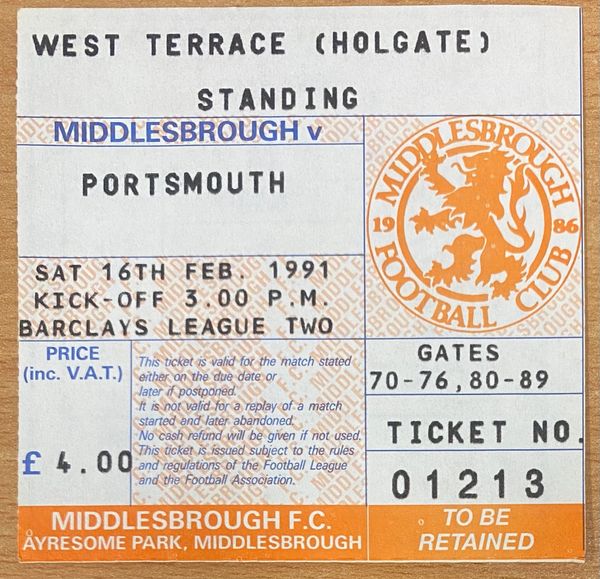 WEST TERRACE (HOLGATE)
STANDING
MIDDLESBROUGH v
PORTSMOUTH
SAT 16TH FEB. 1991
KICK-OFF 3.00 P.M.
BARCLAYS LEAGUE TWO
MIDDLESBROUGH
1986
FOOTBALL CLUB
PRICE
(inc. V.A.T.)
£ 4.00
This ticket is valid for the match stated
either on the due date or
later if postponed.
It is not valid for a replay of a match
started and later abandoned.
No cash refund will be given if not used.
This ticket is issued subject to the rules
and regulations of the Football League
and the Football Association.
GATES
70-76,80-89
TICKET NO.
01213
MIDDLESBROUGH F.C.
AYRESOME PARK, MIDDLESBROUGH
TO BE
RETAINED